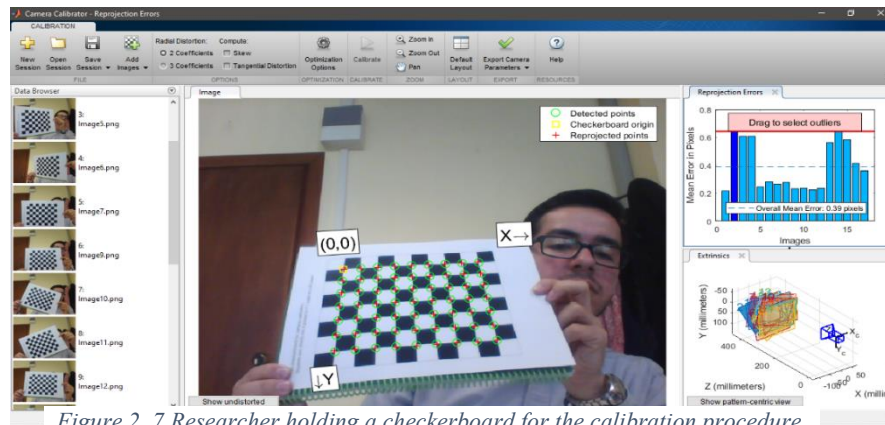 Camera Calibrator - Reprojection Errors
CALIBRATION
New Session
Open Session
Save Session
Add Images
FILE
Radial Distortion:
2 Coefficients
3 Coefficients
Compute:
Skew
Tangential Distortion
OPTIONS
Optimization Options
OPTIMIZATION
Calibrate
CALIBRATE
Zoom In
Zoom Out
Pan
ZOOM
Default Layout
LAYOUT
Export Camera Parameters
EXPORT
Help
RESOURCES
Data Browser
3:
Image5.png
4:
Image6.png
5:
Image7.png
6:
Image9.png
7:
Image10.png
8:
Image11.png
9:
Image12.png
Image
Detected points
Checkerboard origin
Reprojected points
(0,0)
X→
↓Y
Show undistorted
Reprojection Errors
Drag to select outliers
Mean Error in Pixels
0.8
0.6
0.4
0.2
0
Overall Mean Error: 0.39 pixels
0 5 10 15
Images
Extrinsics
Y (millimeters)
-50
0
50
100
400
200
0
Z (millimeters)
-100
50
X (milli
Xc
Yc
Show pattern-centric view
Figure 2. 7 Researcher holding a checkerboard for the calibration procedure